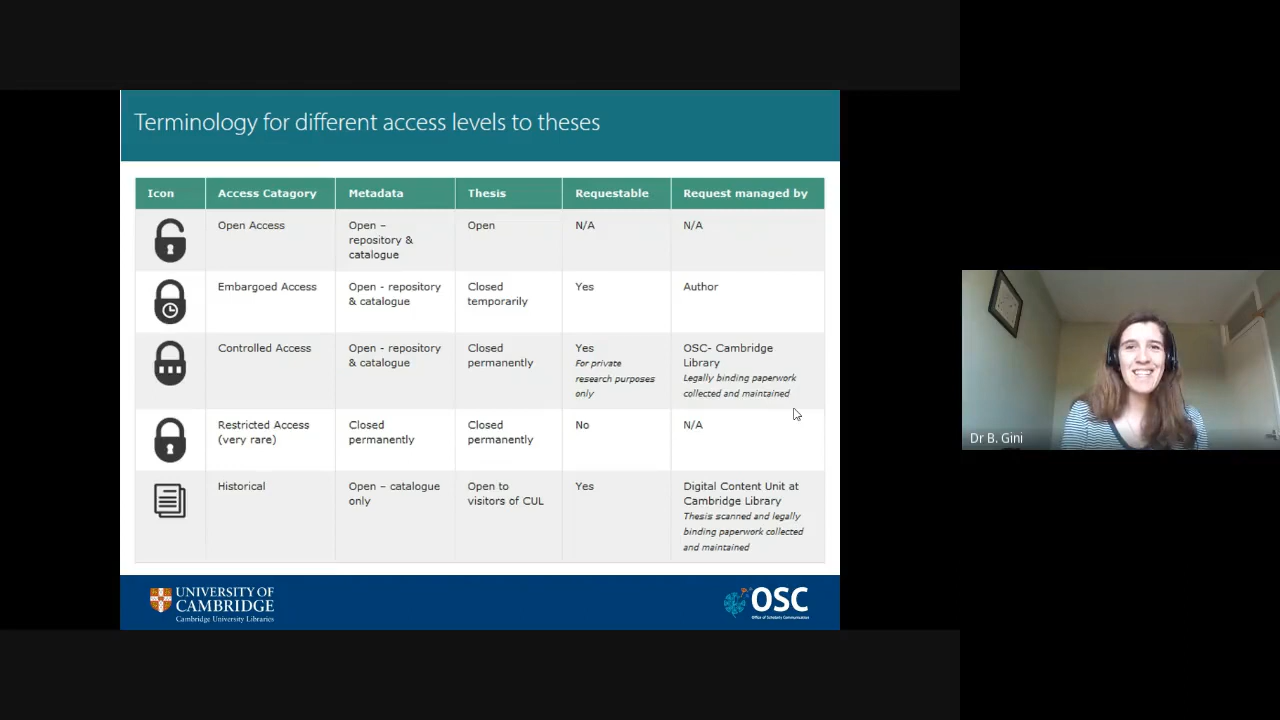 Terminology for different access levels to theses
Icon Access Catagory Metadata Thesis Requestable Request managed by
Open Access
Open –
repository &
catalogue
Open
N/A
N/A
Embargoed Access
Open - repository
& catalogue
Closed
temporarily
Yes
Author
Controlled Access
Open - repository
& catalogue
Closed
permanently
Yes
For private
research purposes
only
OSC- Cambridge
Library
Legally binding paperwork
collected and maintained
Restricted Access
(very rare)
Closed
permanently
Closed
permanently
No
N/A
Historical
Open – catalogue
only
Open to
visitors of CUL
Yes
Digital Content Unit at
Cambridge Library
Thesis scanned and legally
binding paperwork collected
and maintained
UNIVERSITY OF
CAMBRIDGE
Cambridge University Libraries
OSC
Office of Scholarly Communication
Dr B. Gini